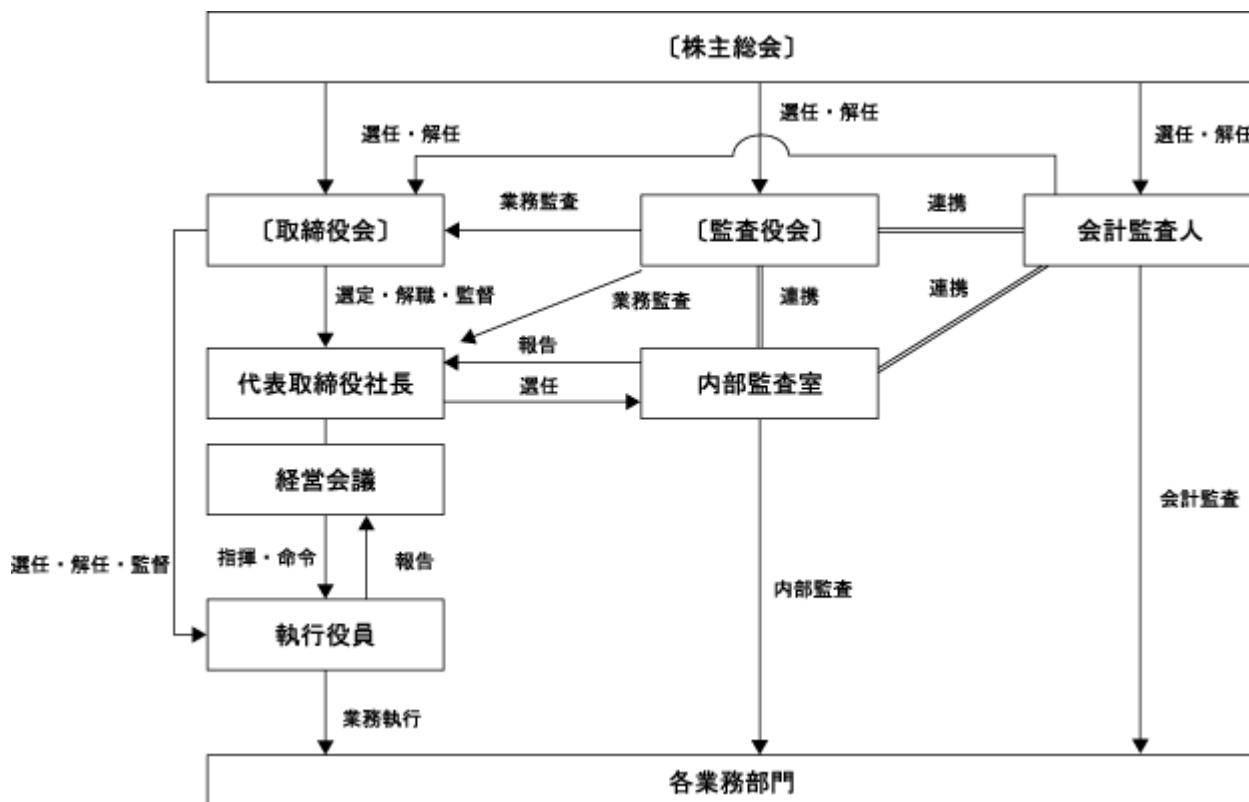 〔株主総会〕
選任・解任
選任・解任
選任・解任
〔取締役会〕
業務監査
〔監査役会〕
連携
会計監査人
選定・解職・監督
業務監査
連携
連携
代表取締役社長
報告
選任
内部監査室
経営会議
選任・解任・監督
指揮・命令
報告
会計監査
内部監査
執行役員
業務執行
各業務部門